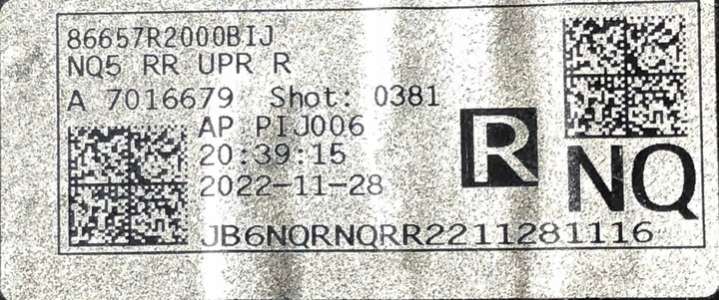 86657R2000BIJ
NQ5 RR UPR R
A 7016679 Shot: 0381
AP PIJ006
20:39:15
2022-11-28
R
NQ
JB6NQRNQRR2211281116